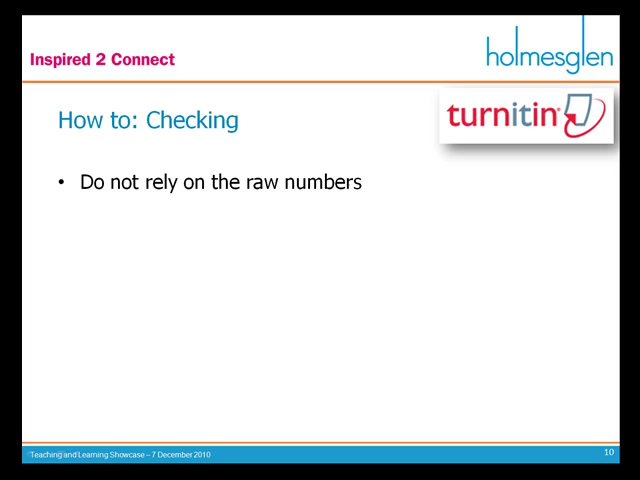 Inspired 2 Connect
holmesglen
How to: Checking
turnitin
• Do not rely on the raw numbers
Teaching and Learning Showcase – 7 December 2010
10